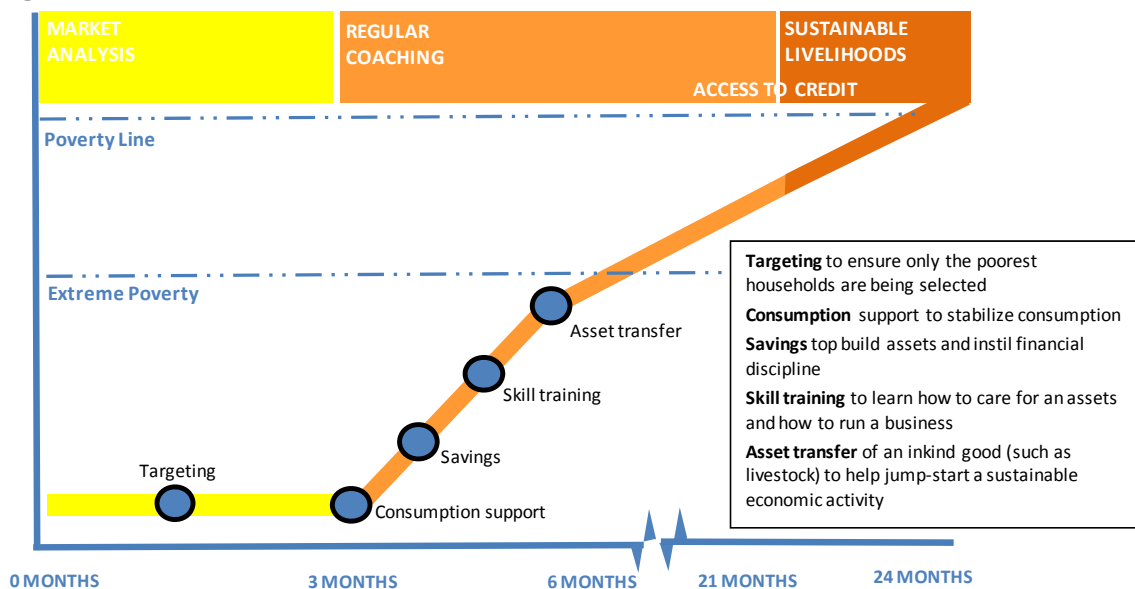 MARKET
ANALYSIS
REGULAR
COACHING
SUSTAINABLE
LIVELIHOODS
ACCESS TO CREDIT
Poverty Line
Extreme Poverty
Asset transfer
Skill training
Savings
Targeting
Consumption support
Targeting to ensure only the poorest
households are being selected
Consumption support to stabilize consumption
Savings top build assets and instil financial
discipline
Skill training to learn how to care for an assets
and how to run a business
Asset transfer of an inkind good (such as
livestock) to help jump-start a sustainable
economic activity
0 MONTHS
3 MONTHS
6 MONTHS
21 MONTHS
24 MONTHS